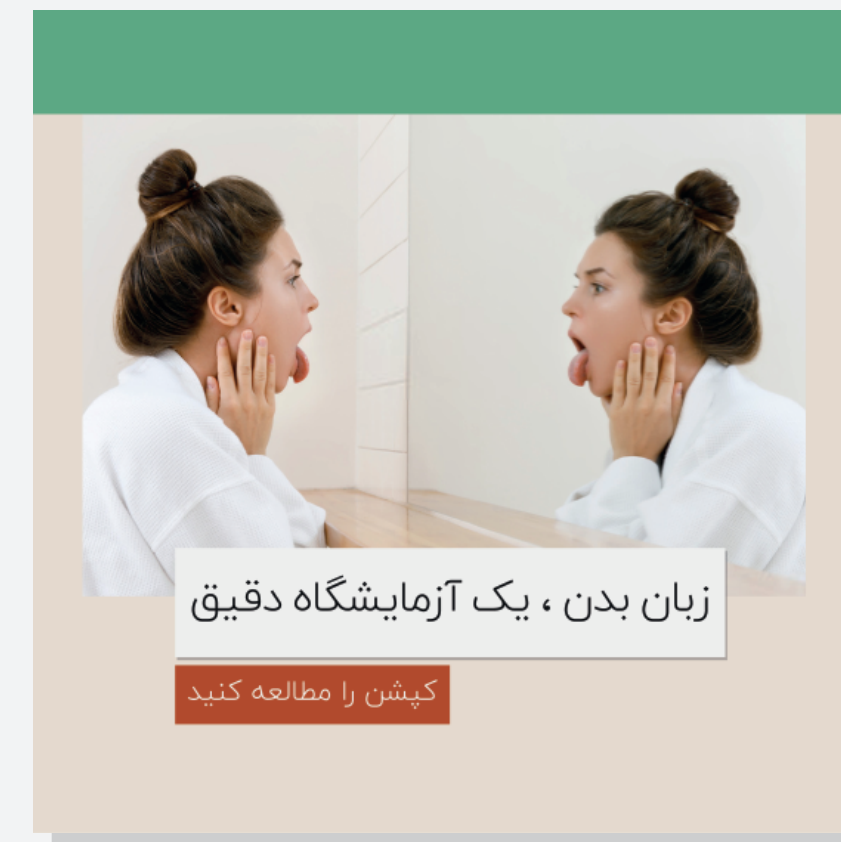 زبان بدن ، یک آزمایشگاه دقیق
کپشن را مطالعه کنید